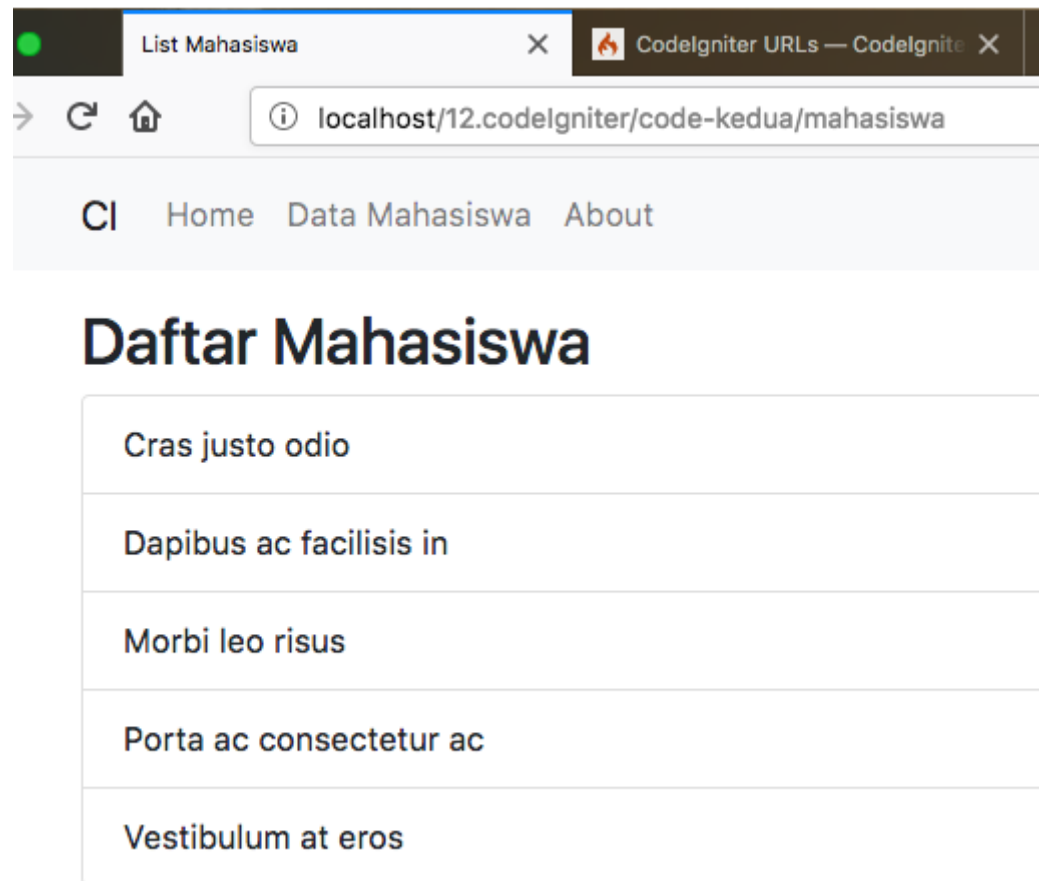 List Mahasiswa
CodeIgniter URLs — CodeIgnite
localhost/12.codeIgniter/code-kedua/mahasiswa
CI Home Data Mahasiswa About
Daftar Mahasiswa
Cras justo odio
Dapibus ac facilisis in
Morbi leo risus
Porta ac consectetur ac
Vestibulum at eros